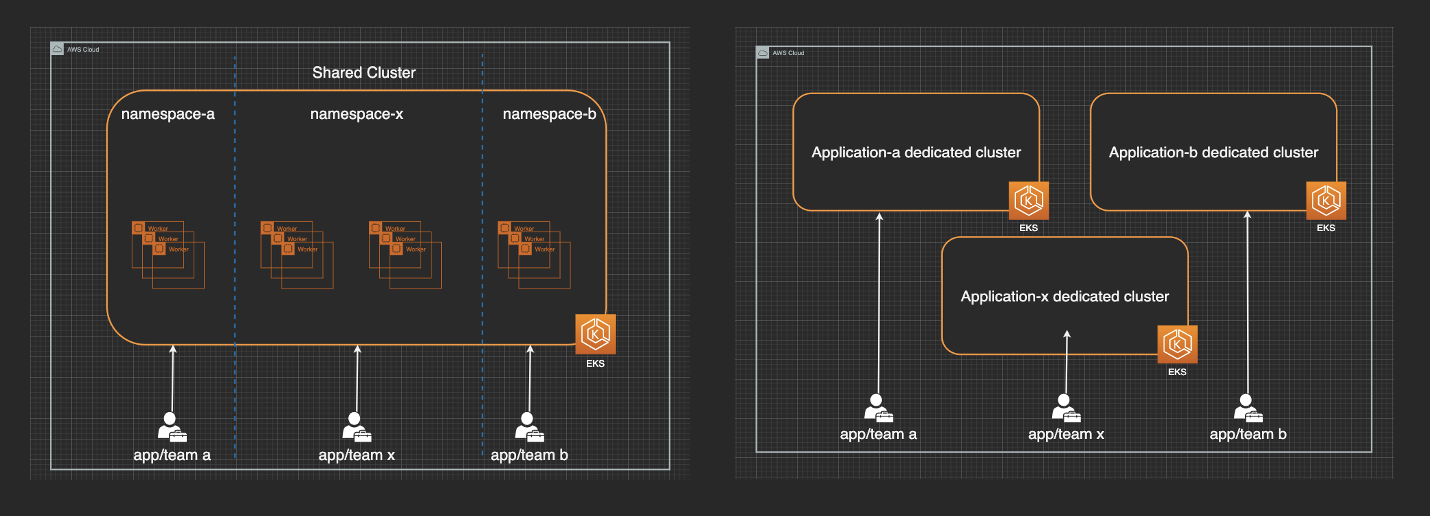 AWS Cloud
Shared Cluster
namespace-a
namespace-x
namespace-b
Worker
Worker
Worker
Worker
Worker
Worker
Worker
Worker
Worker
Worker
Worker
Worker
EKS
app/team a
app/team x
app/team b
AWS Cloud
Application-a dedicated cluster
EKS
Application-b dedicated cluster
EKS
Application-x dedicated cluster
EKS
app/team a
app/team x
app/team b